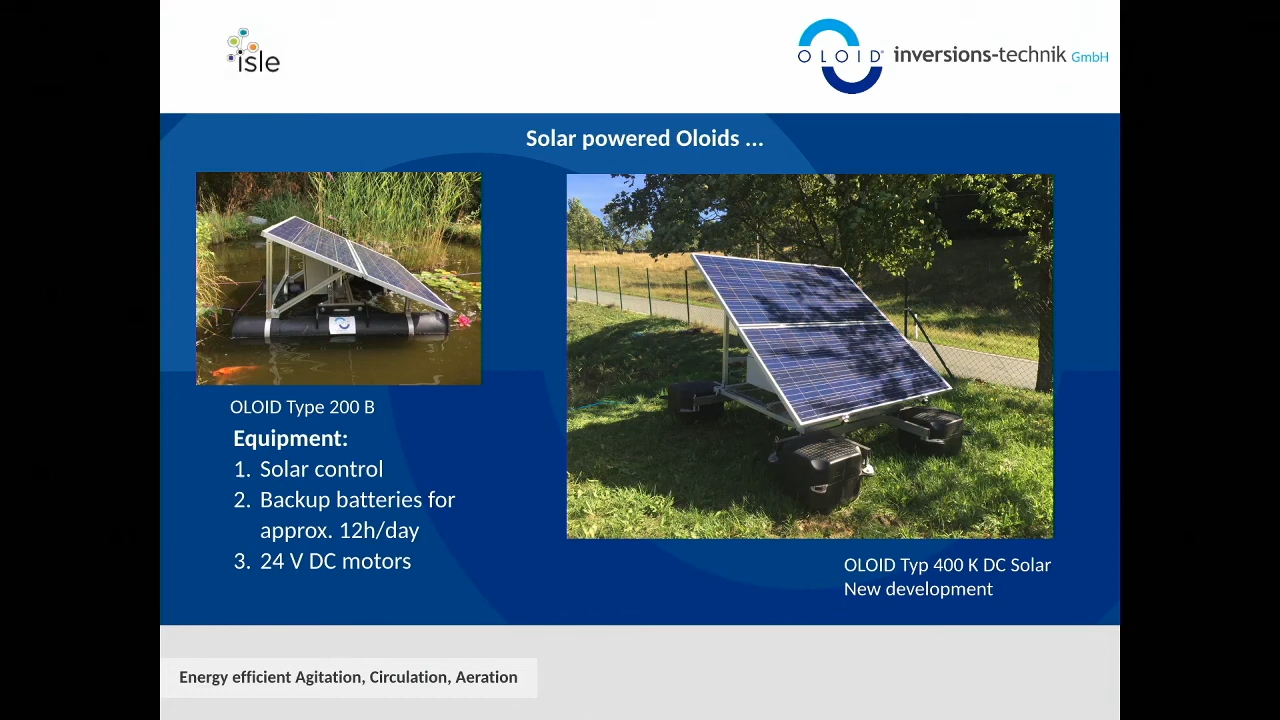 isle
OLOID® inversions-technik GmbH
Solar powered Oloids ...
OLOID Type 200 B
Equipment:
1. Solar control
2. Backup batteries for
approx. 12h/day
3. 24 V DC motors
OLOID Typ 400 K DC Solar
New development
Energy efficient Agitation, Circulation, Aeration